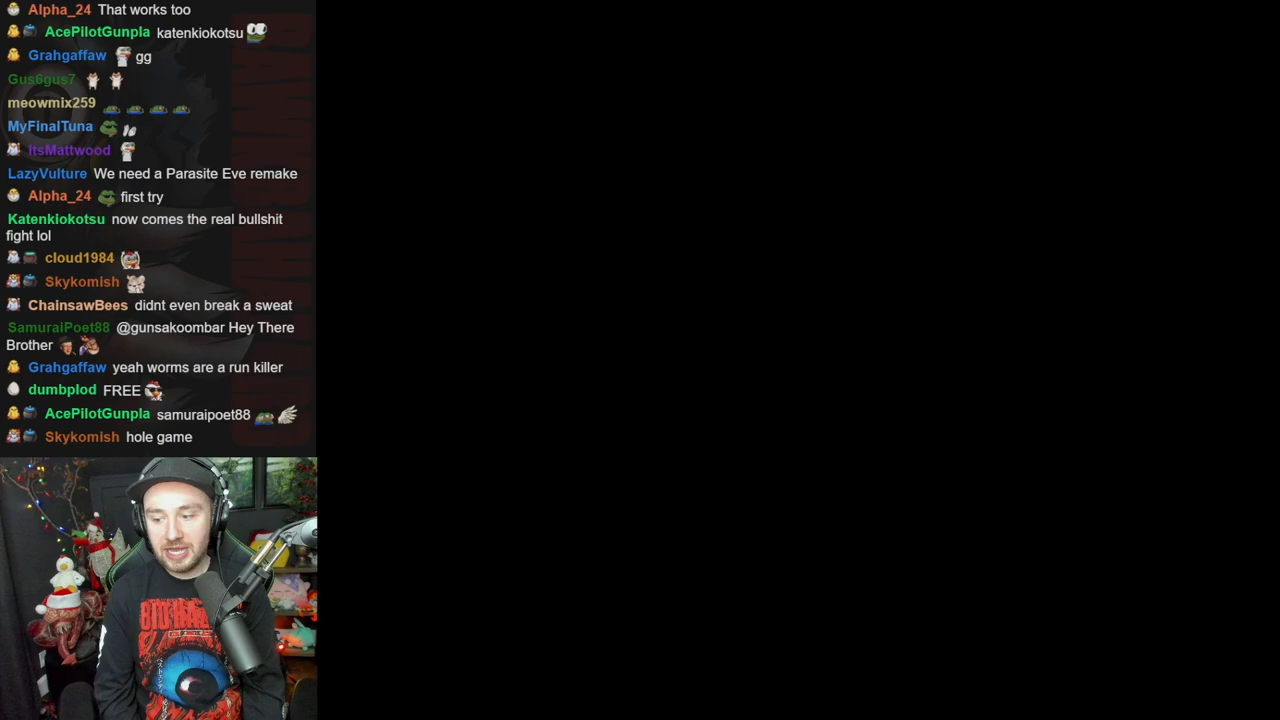 Alpha_24 That works too
AcePilotGunpla katenkiokotsu
Grahgaffaw gg
Gus6gus7
meowmix259
MyFinalTuna
ItsMattwood
LazyVulture We need a Parasite Eve remake
Alpha_24 first try
Katenkiokotsu now comes the real bullshit
fight lol
cloud1984
Skykomish
ChainsawBees didnt even break a sweat
SamuraiPoet88 @gunsakoombar Hey There
Brother
Grahgaffaw yeah worms are a run killer
dumbplod FREE
AcePilotGunpla samuraipoet88
Skykomish hole game